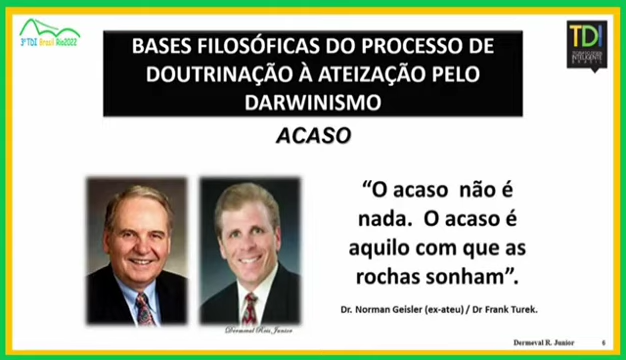 3º TDI Brasil Rio2022
TDI
BASES FILOSÓFICAS DO PROCESSO DE
DOUTRINAÇÃO À ATEIZAÇÃO PELO
DARWINISMO
ACASO
“O acaso não é
nada. O acaso é
aquilo com que as
rochas sonham”.
Dr. Norman Geisler (ex-ateu) / Dr Frank Turek.
Dermeval Reis Junior
Dermeval R. Junior
6